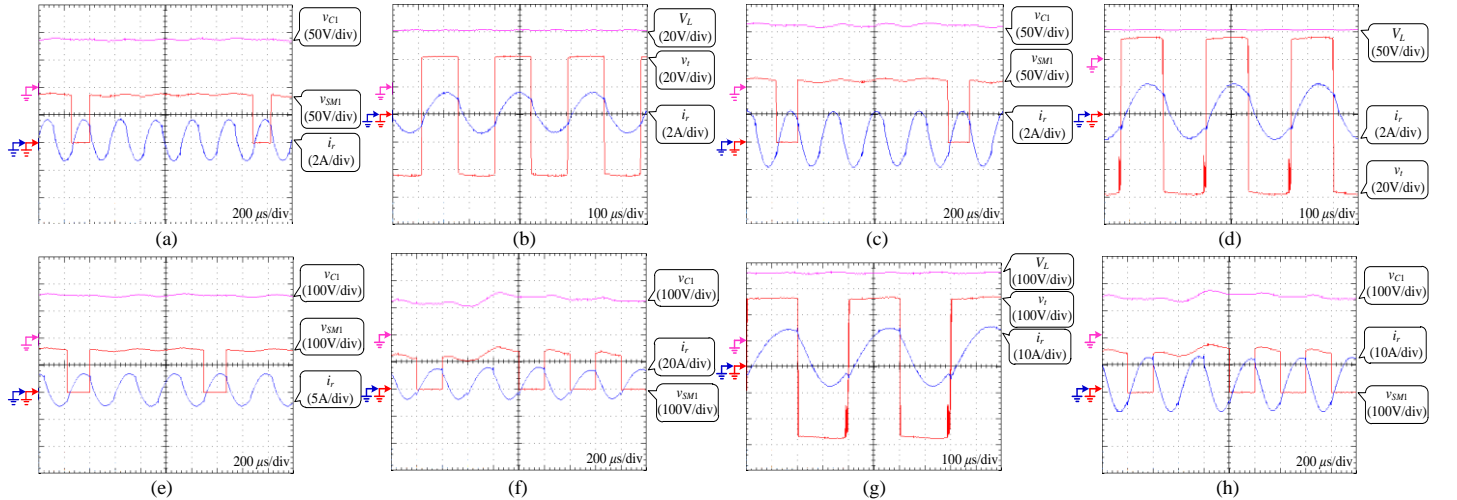 v_C1
(50V/div)
v_SM1
(50V/div)
i_r
(2A/div)
200 μs/div
(a)
V_L
(20V/div)
v_t
(20V/div)
i_r
(2A/div)
100 μs/div
(b)
v_C1
(50V/div)
v_SM1
(50V/div)
i_r
(2A/div)
200 μs/div
(c)
V_L
(50V/div)
i_r
(2A/div)
v_t
(20V/div)
100 μs/div
(d)
v_C1
(100V/div)
v_SM1
(100V/div)
i_r
(5A/div)
200 μs/div
(e)
v_C1
(100V/div)
i_r
(20A/div)
v_SM1
(100V/div)
200 μs/div
(f)
V_L
(100V/div)
v_t
(100V/div)
i_r
(10A/div)
100 μs/div
(g)
v_C1
(100V/div)
i_r
(10A/div)
v_SM1
(100V/div)
200 μs/div
(h)